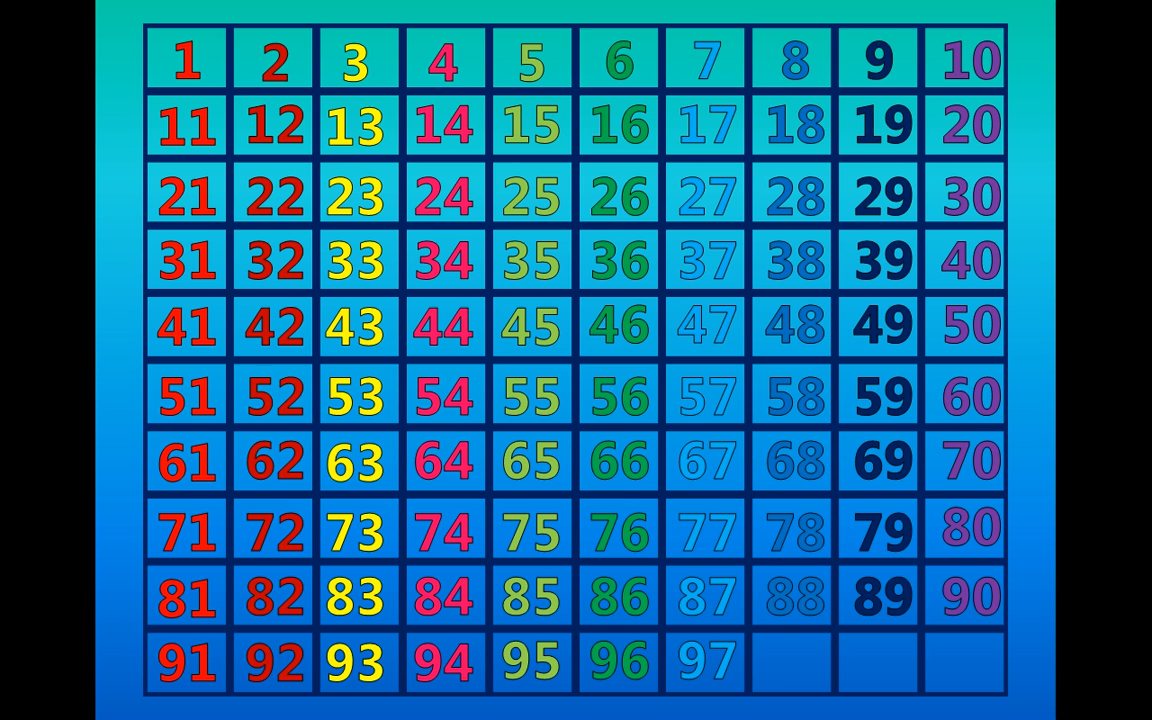 1 2 3 4 5 6 7 8 9 10
11 12 13 14 15 16 17 18 19 20
21 22 23 24 25 26 27 28 29 30
31 32 33 34 35 36 37 38 39 40
41 42 43 44 45 46 47 48 49 50
51 52 53 54 55 56 57 58 59 60
61 62 63 64 65 66 67 68 69 70
71 72 73 74 75 76 77 78 79 80
81 82 83 84 85 86 87 88 89 90
91 92 93 94 95 96 97